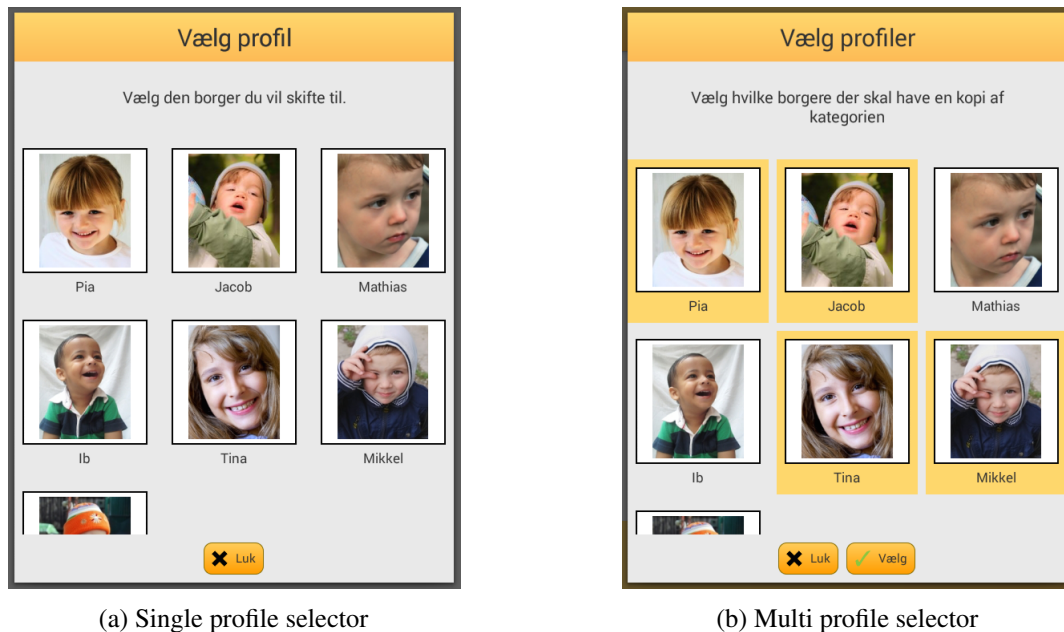 Vælg profil
Vælg den borger du vil skifte til.
Pia
Jacob
Mathias
Ib
Tina
Mikkel
Luk
(a) Single profile selector
Vælg profiler
Vælg hvilke borgere der skal have en kopi af
kategorien
Pia
Jacob
Mathias
Ib
Tina
Mikkel
Luk
Vælg
(b) Multi profile selector